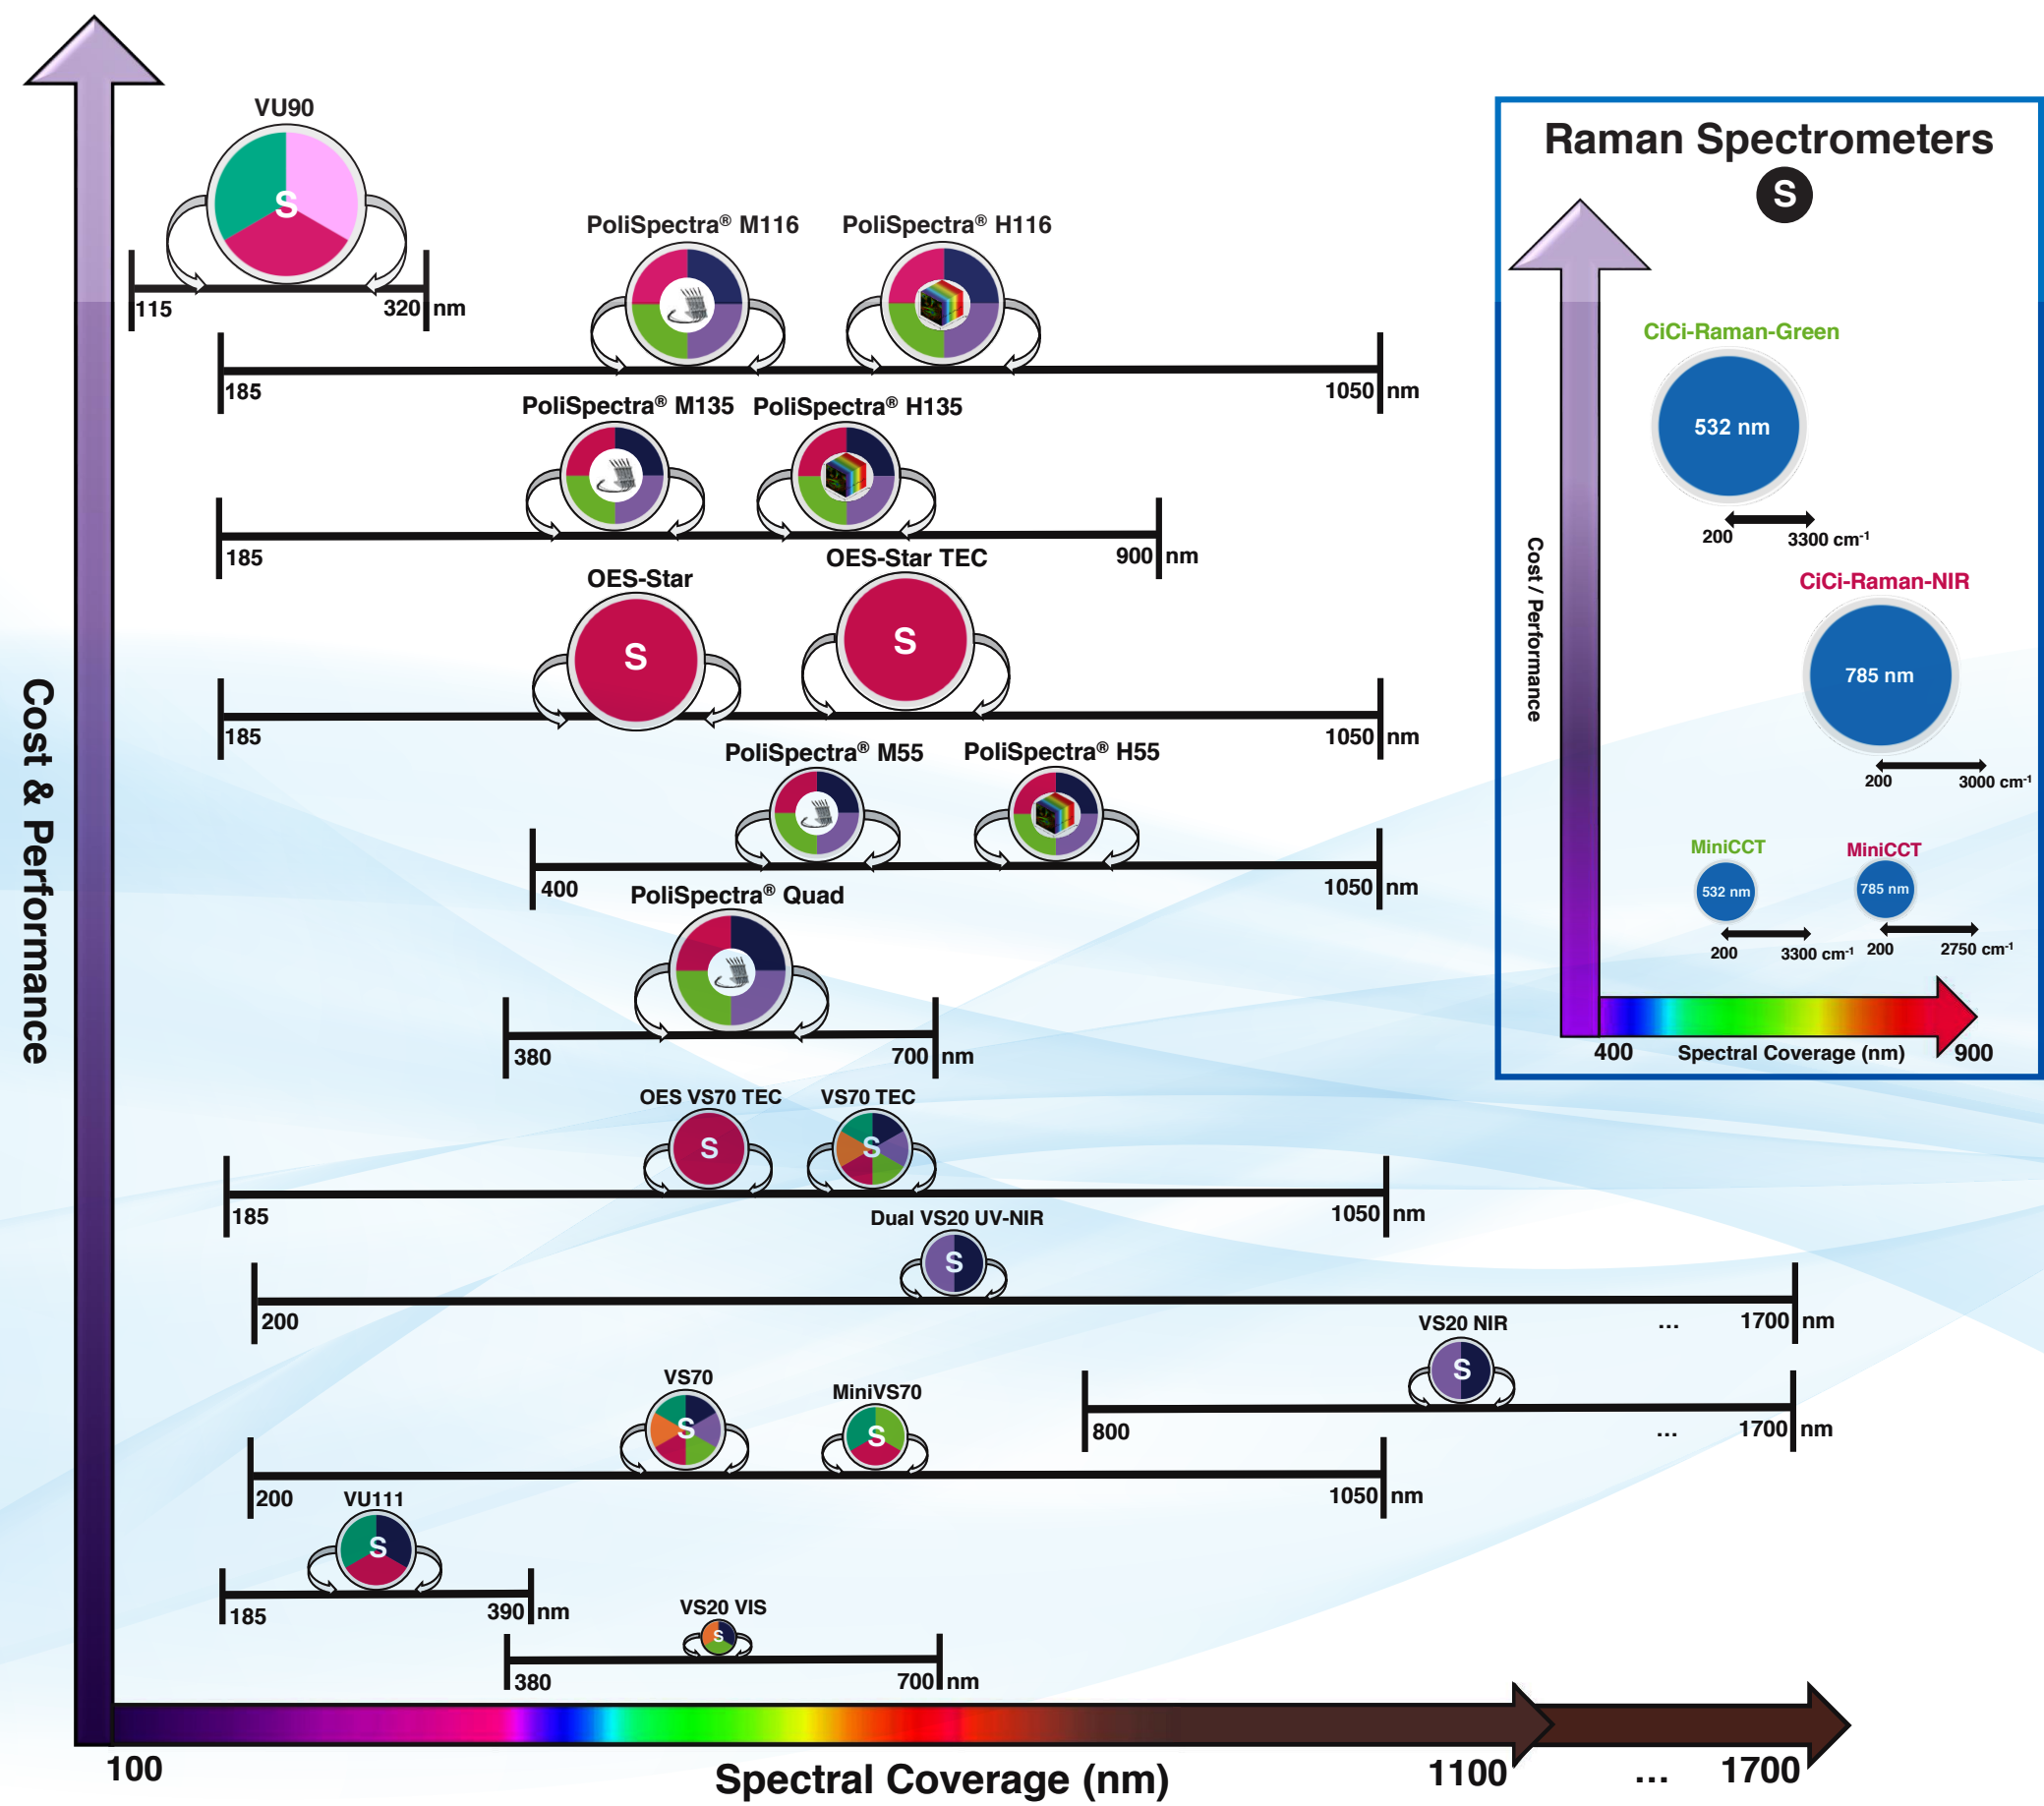 VU90
S
115
320 nm
PoliSpectra® M116
PoliSpectra® H116
185
1050 nm
PoliSpectra® M135
PoliSpectra® H135
185
900 nm
OES-Star
OES-Star TEC
S
S
185
1050 nm
PoliSpectra® M55
PoliSpectra® H55
400
1050 nm
PoliSpectra® Quad
380
700 nm
OES VS70 TEC
VS70 TEC
S
S
185
1050 nm
Dual VS20 UV-NIR
S
200
... 1700 nm
VS20 NIR
S
800
... 1700 nm
VS70
MiniVS70
S
S
200
1050 nm
VU111
S
185
390 nm
VS20 VIS
S
380
700 nm
Cost & Performance
100
1100
... 1700
Spectral Coverage (nm)
Raman Spectrometers
S
CiCi-Raman-Green
532 nm
200
3300 cm-1
CiCi-Raman-NIR
785 nm
200
3000 cm-1
MiniCCT
MiniCCT
532 nm
785 nm
200
3300 cm-1
200
2750 cm-1
Cost / Performance
400
Spectral Coverage (nm)
900